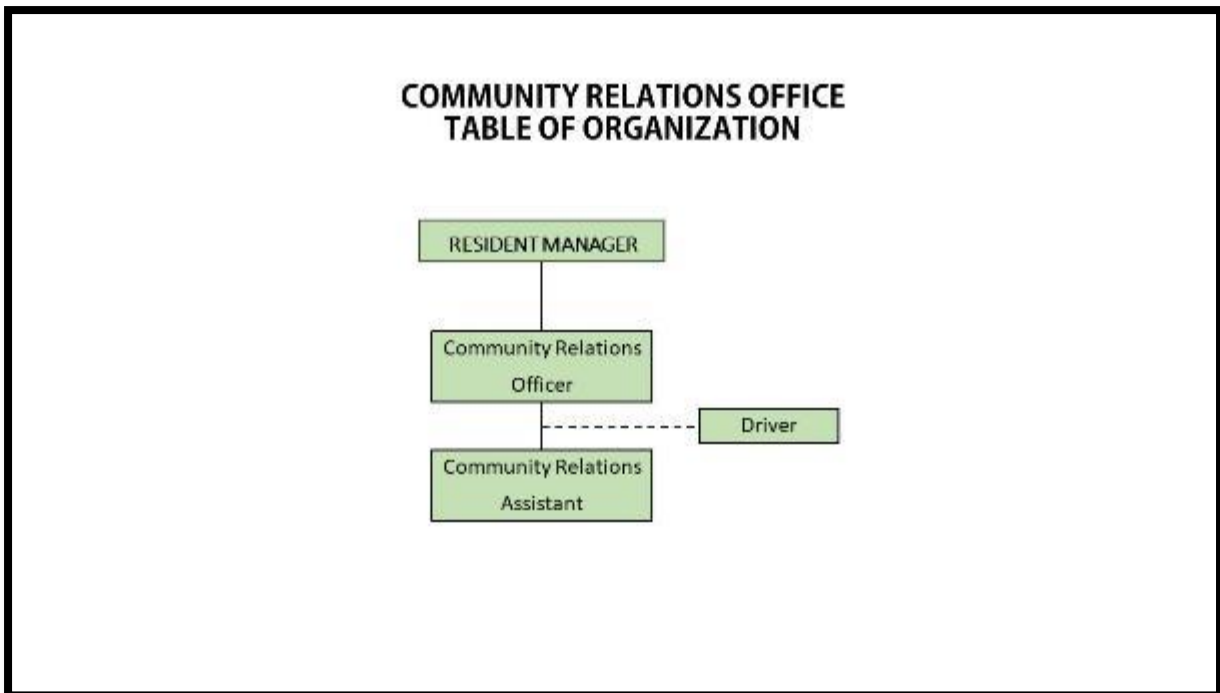 COMMUNITY RELATIONS OFFICE
TABLE OF ORGANIZATION
RESIDENT MANAGER
Community Relations
Officer
Driver
Community Relations
Assistant